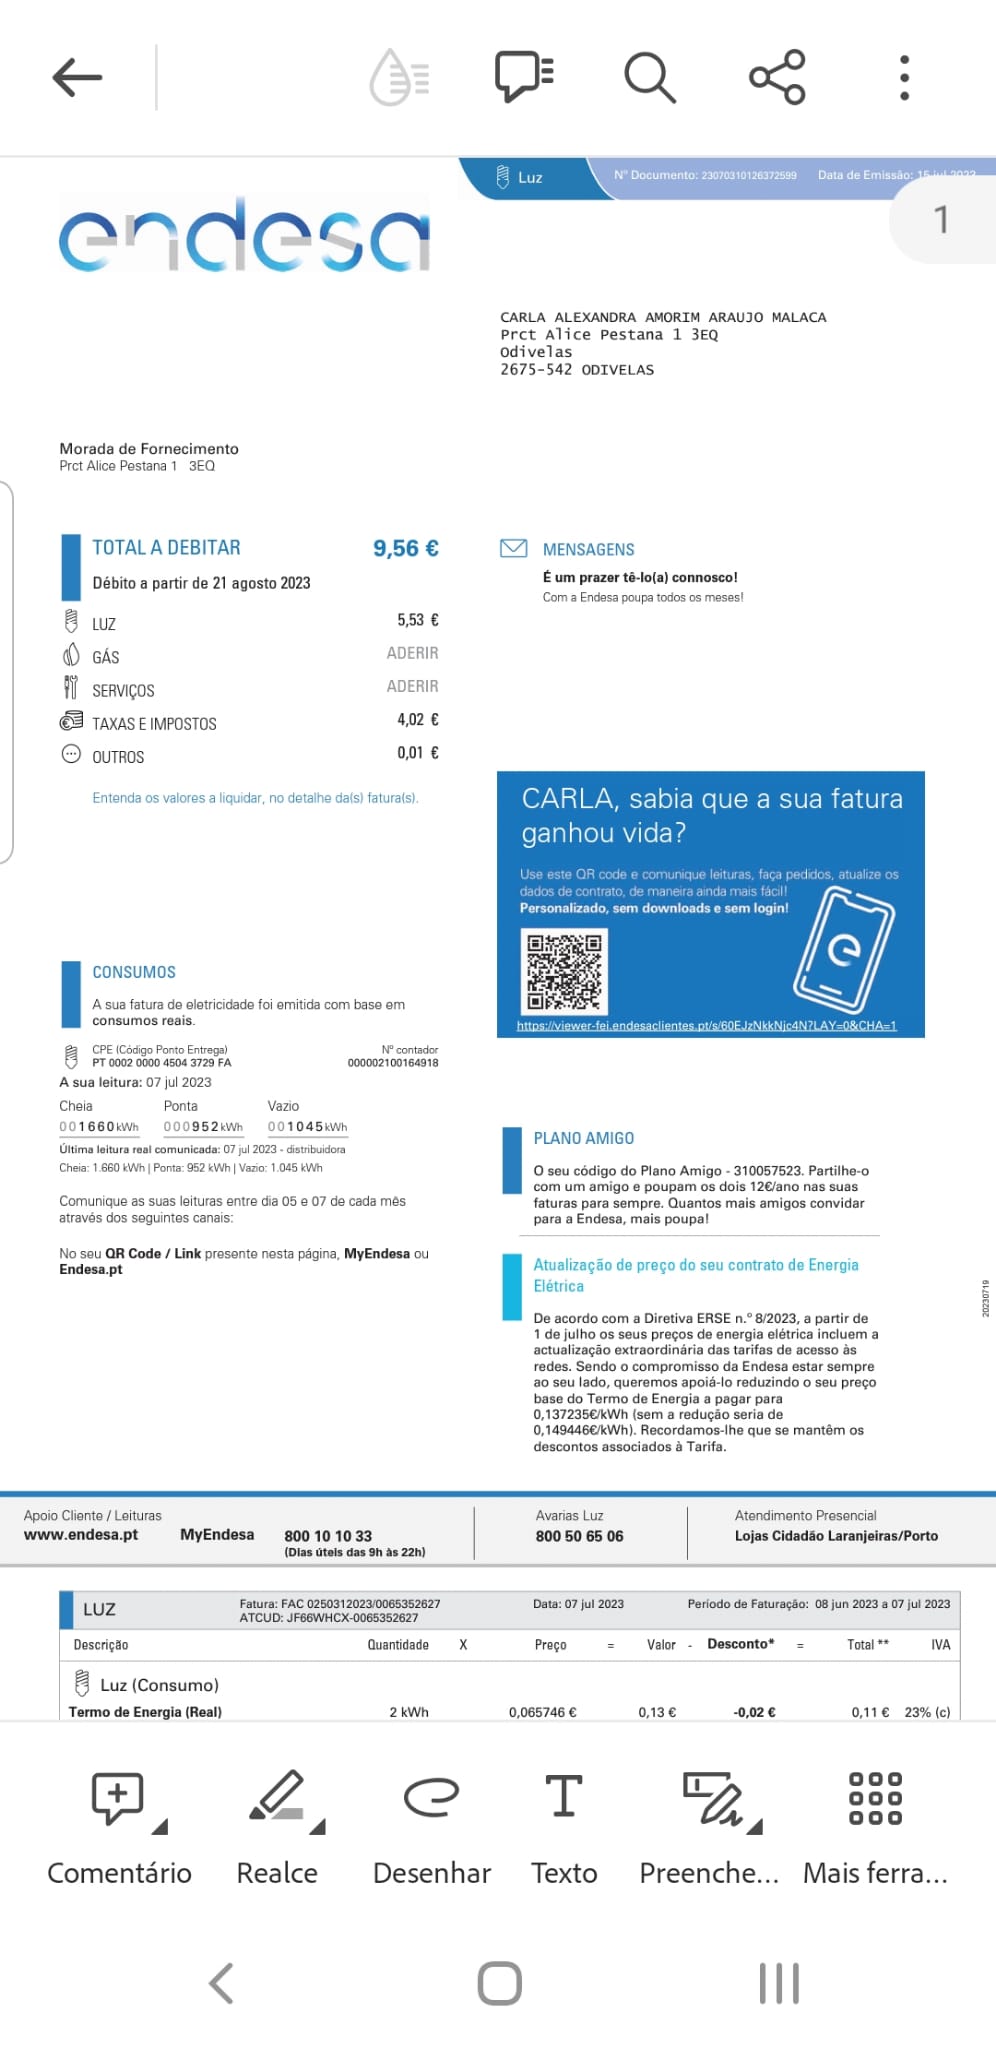 Luz
Nº Documento: 23070310126372599 Data de Emissão: 15 jul 2023
1
endesa
CARLA ALEXANDRA AMORIM ARAUJO MALACA
Prct Alice Pestana 1 3EQ
Odivelas
2675-542 ODIVELAS
Morada de Fornecimento
Prct Alice Pestana 1 3EQ
TOTAL A DEBITAR 9,56 €
Débito a partir de 21 agosto 2023
LUZ 5,53 €
GÁS ADERIR
SERVIÇOS ADERIR
TAXAS E IMPOSTOS 4,02 €
OUTROS 0,01 €
Entenda os valores a liquidar, no detalhe da(s) fatura(s).
MENSAGENS
É um prazer tê-lo(a) connosco!
Com a Endesa poupa todos os meses!
CARLA, sabia que a sua fatura
ganhou vida?
Use este QR code e comunique leituras, faça pedidos, atualize os
dados de contrato, de maneira ainda mais fácil!
Personalizado, sem downloads e sem login!
https://viewer-fei.endesaclientes.pt/s/60EJzNkkNjc4N?LAY=0&CHA=1
CONSUMOS
A sua fatura de eletricidade foi emitida com base em
consumos reais.
CPE (Código Ponto Entrega) Nº contador
PT 0002 0000 4504 3729 FA 000002100164918
A sua leitura: 07 jul 2023
Cheia Ponta Vazio
001660kWh 000952kWh 001045kWh
Última leitura real comunicada: 07 jul 2023 - distribuidora
Cheia: 1.660 kWh | Ponta: 952 kWh | Vazio: 1.045 kWh
Comunique as suas leituras entre dia 05 e 07 de cada mês
através dos seguintes canais:
No seu QR Code / Link presente nesta página, MyEndesa ou
Endesa.pt
PLANO AMIGO
O seu código do Plano Amigo - 310057523. Partilhe-o
com um amigo e poupam os dois 12€/ano nas suas
faturas para sempre. Quantos mais amigos convidar
para a Endesa, mais poupa!
Atualização de preço do seu contrato de Energia
Elétrica
De acordo com a Diretiva ERSE n.º 8/2023, a partir de
1 de julho os seus preços de energia elétrica incluem a
actualização extraordinária das tarifas de acesso às
redes. Sendo o compromisso da Endesa estar sempre
ao seu lado, queremos apoiá-lo reduzindo o seu preço
base do Termo de Energia a pagar para
0,137235€/kWh (sem a redução seria de
0,149446€/kWh). Recordamos-lhe que se mantêm os
descontos associados à Tarifa.
20230719
Apoio Cliente / Leituras
www.endesa.pt MyEndesa 800 10 10 33
(Dias úteis das 9h às 22h)
Avarias Luz
800 50 65 06
Atendimento Presencial
Lojas Cidadão Laranjeiras/Porto
LUZ
Fatura: FAC 0250312023/0065352627 Data: 07 jul 2023 Período de Faturação: 08 jun 2023 a 07 jul 2023
ATCUD: JF66WHCX-0065352627
Descrição Quantidade X Preço = Valor - Desconto* = Total ** IVA
Luz (Consumo)
Termo de Energia (Real) 2 kWh 0,065746 € 0,13 € -0,02 € 0,11 € 23% (c)
Comentário Realce Desenhar Texto Preenche... Mais ferra...